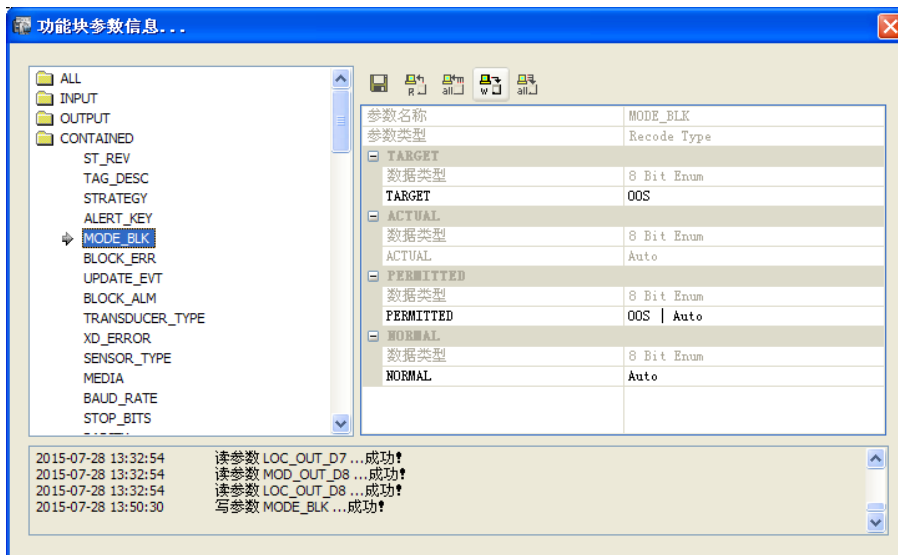 功能块参数信息...
ALL
INPUT
OUTPUT
CONTAINED
ST_REV
TAG_DESC
STRATEGY
ALERT_KEY
MODE_BLK
BLOCK_ERR
UPDATE_EVT
BLOCK_ALM
TRANSDUCER_TYPE
XD_ERROR
SENSOR_TYPE
MEDIA
BAUD_RATE
STOP_BITS
R all W all
参数名称 MODE_BLK
参数类型 Recode Type
TARGET
数据类型 8 Bit Enum
TARGET OOS
ACTUAL
数据类型 8 Bit Enum
ACTUAL Auto
PERMITTED
数据类型 8 Bit Enum
PERMITTED OOS | Auto
NORMAL
数据类型 8 Bit Enum
NORMAL Auto
2015-07-28 13:32:54 读参数 LOC_OUT_D7 ...成功!
2015-07-28 13:32:54 读参数 MOD_OUT_D8 ...成功!
2015-07-28 13:32:54 读参数 LOC_OUT_D8 ...成功!
2015-07-28 13:50:30 写参数 MODE_BLK ...成功!